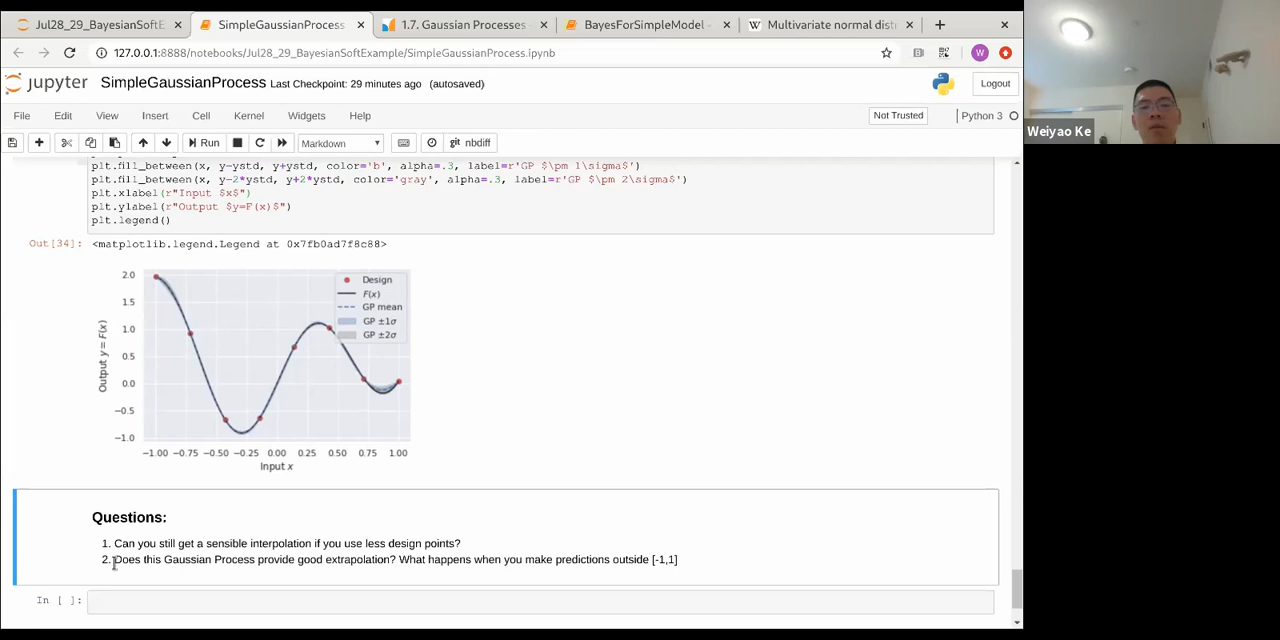 Jul28_29_BayesianSoftE
SimpleGaussianProcess
1.7. Gaussian Processes
BayesForSimpleModel
Multivariate normal dist
127.0.0.1:8888/notebooks/Jul28_29_BayesianSoftExample/SimpleGaussianProcess.ipynb
W
jupyter SimpleGaussianProcess Last Checkpoint: 29 minutes ago (autosaved)
Logout
File Edit View Insert Cell Kernel Widgets Help
Not Trusted
Python 3
Run
Markdown
nbdiff
plt.fill_between(x, y-ystd, y+ystd, color='b', alpha=.3, label=r'GP $\pm 1\sigma$')
plt.fill_between(x, y-2*ystd, y+2*ystd, color='gray', alpha=.3, label=r'GP $\pm 2\sigma$')
plt.xlabel(r"Input $x$")
plt.ylabel(r"Output $y=F(x)$")
plt.legend()
Out[34]: <matplotlib.legend.Legend at 0x7fb0ad7f8c88>
Output y = F(x)
2.0
1.5
1.0
0.5
0.0
−0.5
−1.0
Design
F(x)
GP mean
GP ±1σ
GP ±2σ
−1.00 −0.75 −0.50 −0.25 0.00 0.25 0.50 0.75 1.00
Input x
Questions:
1. Can you still get a sensible interpolation if you use less design points?
2. Does this Gaussian Process provide good extrapolation? What happens when you make predictions outside [-1,1]
In [ ]:
Weiyao Ke